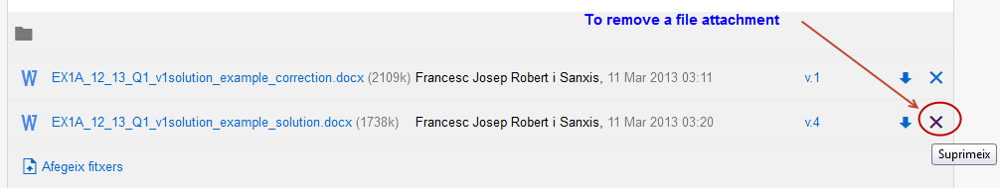 To remove a file attachment
EX1A_12_13_Q1_v1solution_example_correction.docx (2109k) Francesc Josep Robert i Sanxis, 11 Mar 2013 03:11 v.1
EX1A_12_13_Q1_v1solution_example_solution.docx (1738k) Francesc Josep Robert i Sanxis, 11 Mar 2013 03:20 v.4
Suprimeix
Afegeix fitxers